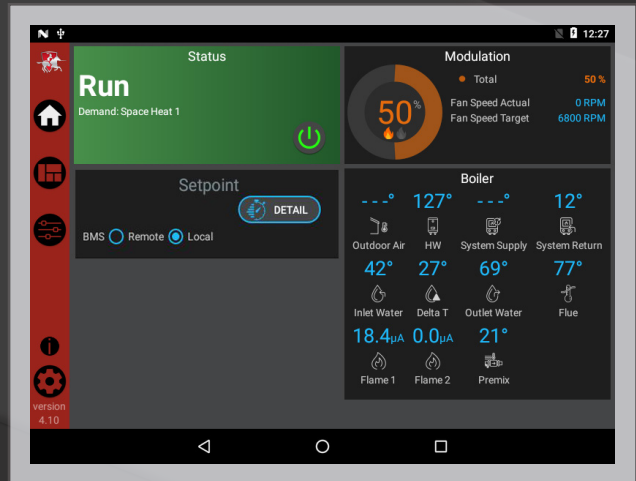 12:27
Status
Run
Demand: Space Heat 1
Modulation
Total 50 %
50%
Fan Speed Actual 0 RPM
Fan Speed Target 6800 RPM
Setpoint
DETAIL
BMS Remote Local
Boiler
---° 127° ---° 12°
Outdoor Air HW System Supply System Return
42° 27° 69° 77°
Inlet Water Delta T Outlet Water Flue
18.4µA 0.0µA 21°
Flame 1 Flame 2 Premix
version
4.10